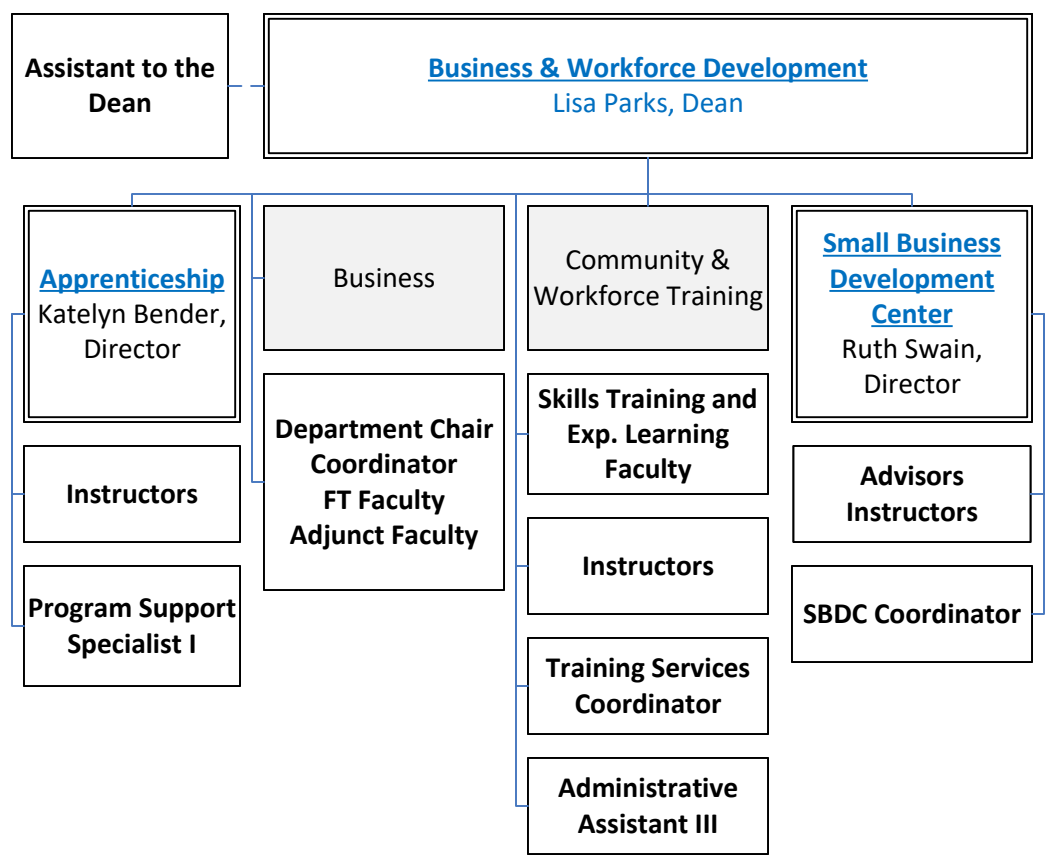 Assistant to the
Dean
Business & Workforce Development
Lisa Parks, Dean
Apprenticeship
Katelyn Bender,
Director
Instructors
Program Support
Specialist I
Business
Department Chair
Coordinator
FT Faculty
Adjunct Faculty
Community &
Workforce Training
Skills Training and
Exp. Learning
Faculty
Instructors
Training Services
Coordinator
Administrative
Assistant III
Small Business
Development
Center
Ruth Swain,
Director
Advisors
Instructors
SBDC Coordinator